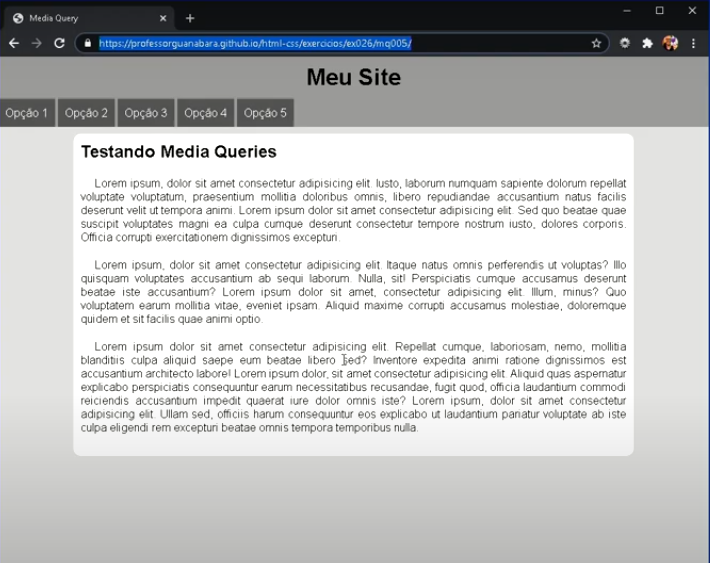 Media Query
https://professorguanabara.github.io/html-css/exercicios/ex026/mq005/
Meu Site
Opção 1 Opção 2 Opção 3 Opção 4 Opção 5
Testando Media Queries
Lorem ipsum, dolor sit amet consectetur adipisicing elit. Iusto, laborum numquam sapiente dolorum repellat
voluptate voluptatum, praesentium mollitia doloribus omnis, libero repudiandae accusantium natus facilis
deserunt velit ut tempora animi. Lorem ipsum dolor sit amet consectetur adipisicing elit. Sed quo beatae quae
suscipit voluptates magni ea culpa cumque deserunt consectetur tempore nostrum iusto, dolores corporis.
Officia corrupti exercitationem dignissimos excepturi.
Lorem ipsum, dolor sit amet consectetur adipisicing elit. Itaque natus omnis perferendis ut voluptas? Illo
quisquam voluptates accusantium ab sequi laborum. Nulla, sit! Perspiciatis cumque accusamus deserunt
beatae iste accusantium? Lorem ipsum dolor sit amet, consectetur adipisicing elit. Illum, minus? Quo
voluptatem earum mollitia vitae, eveniet ipsam. Aliquid maxime corrupti accusamus molestiae, doloremque
quidem et sit facilis quae animi optio.
Lorem ipsum dolor sit amet consectetur adipisicing elit. Repellat cumque, laboriosam, nemo, mollitia
blanditiis culpa aliquid saepe eum beatae libero sed? Inventore expedita animi ratione dignissimos est
accusantium architecto labore! Lorem ipsum dolor, sit amet consectetur adipisicing elit. Aliquid quas aspernatur
explicabo perspiciatis consequuntur earum necessitatibus recusandae, fugit quod, officia laudantium commodi
reiciendis accusantium impedit quaerat iure dolor omnis iste? Lorem ipsum, dolor sit amet consectetur
adipisicing elit. Ullam sed, officiis harum consequuntur eos explicabo ut laudantium pariatur voluptate ab iste
culpa eligendi rem excepturi beatae omnis tempora temporibus nulla.